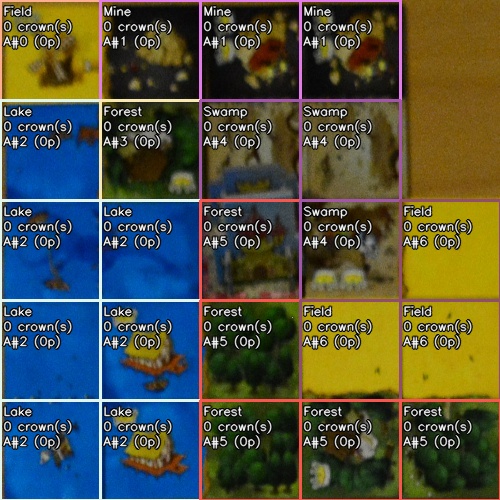 Field
0 crown(s)
A#0 (0p)
Mine
0 crown(s)
A#1 (0p)
Mine
0 crown(s)
A#1 (0p)
Mine
0 crown(s)
A#1 (0p)
Lake
0 crown(s)
A#2 (0p)
Forest
0 crown(s)
A#3 (0p)
Swamp
0 crown(s)
A#4 (0p)
Swamp
0 crown(s)
A#4 (0p)
Lake
0 crown(s)
A#2 (0p)
Lake
0 crown(s)
A#2 (0p)
Forest
0 crown(s)
A#5 (0p)
Swamp
0 crown(s)
A#4 (0p)
Field
0 crown(s)
A#6 (0p)
Lake
0 crown(s)
A#2 (0p)
Lake
0 crown(s)
A#2 (0p)
Forest
0 crown(s)
A#5 (0p)
Field
0 crown(s)
A#6 (0p)
Field
0 crown(s)
A#6 (0p)
Lake
0 crown(s)
A#2 (0p)
Lake
0 crown(s)
A#2 (0p)
Forest
0 crown(s)
A#5 (0p)
Forest
0 crown(s)
A#5 (0p)
Forest
0 crown(s)
A#5 (0p)